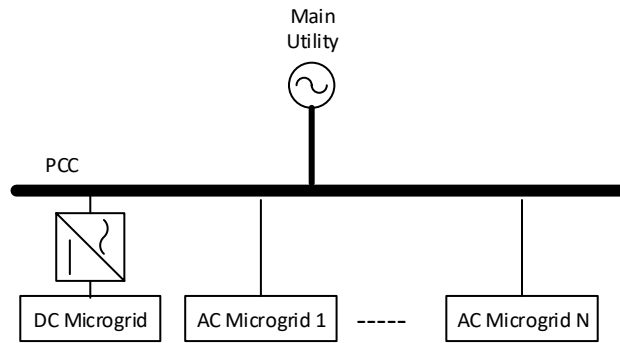 Main
Utility
PCC
DC Microgrid
AC Microgrid 1
AC Microgrid N